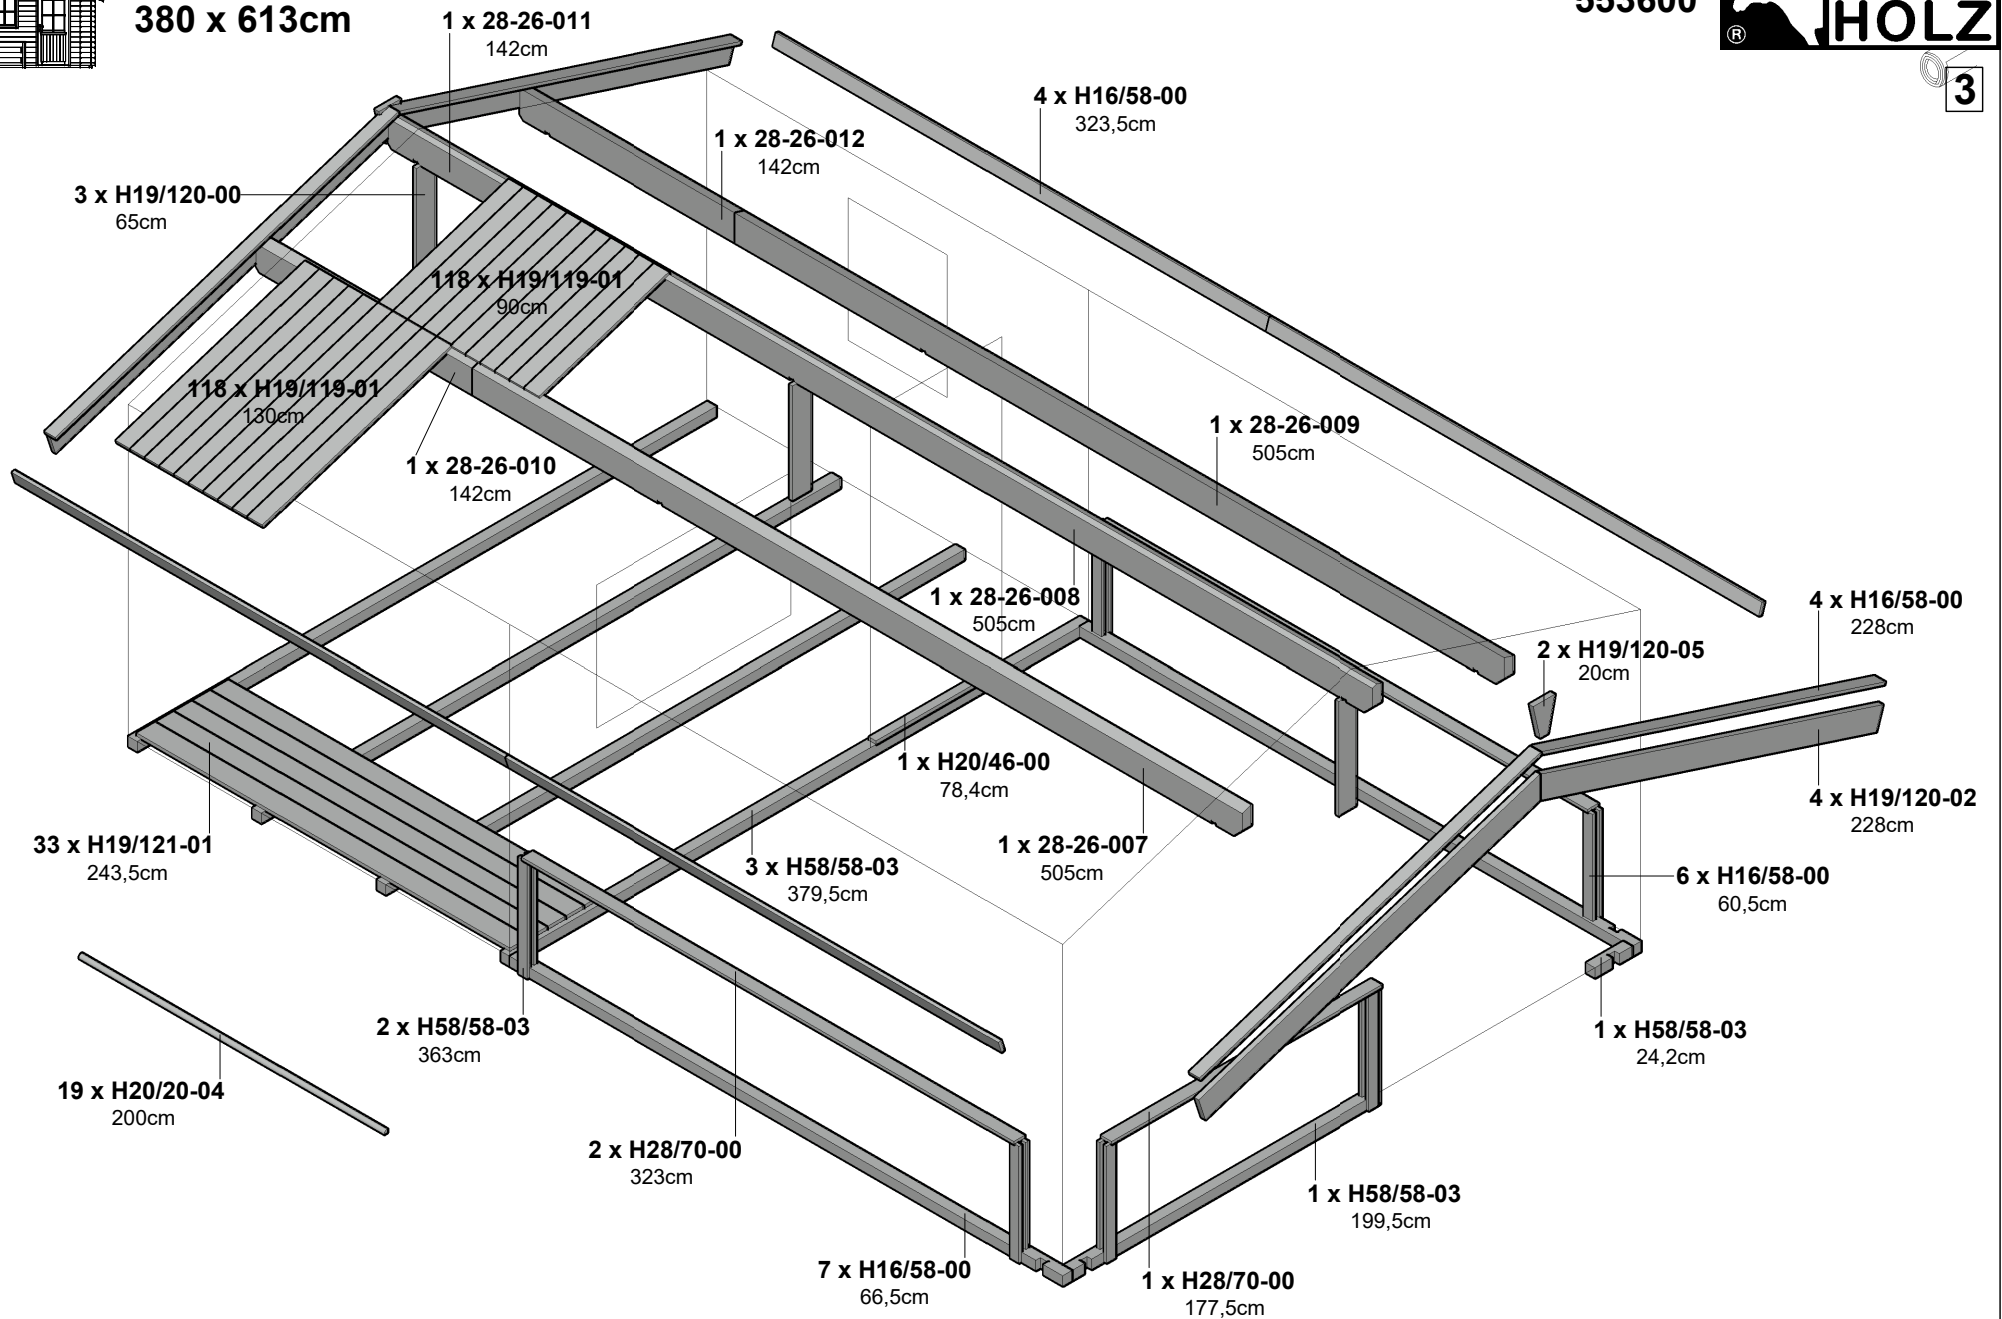 380 x 613cm
553600
HOLZ
®
3
1 x 28-26-011
142cm
4 x H16/58-00
323,5cm
1 x 28-26-012
142cm
3 x H19/120-00
65cm
118 x H19/119-01
90cm
118 x H19/119-01
130cm
1 x 28-26-009
505cm
1 x 28-26-010
142cm
1 x 28-26-008
505cm
4 x H16/58-00
228cm
2 x H19/120-05
20cm
1 x H20/46-00
78,4cm
4 x H19/120-02
228cm
33 x H19/121-01
243,5cm
1 x 28-26-007
505cm
3 x H58/58-03
379,5cm
6 x H16/58-00
60,5cm
2 x H58/58-03
363cm
1 x H58/58-03
24,2cm
19 x H20/20-04
200cm
2 x H28/70-00
323cm
1 x H58/58-03
199,5cm
7 x H16/58-00
66,5cm
1 x H28/70-00
177,5cm